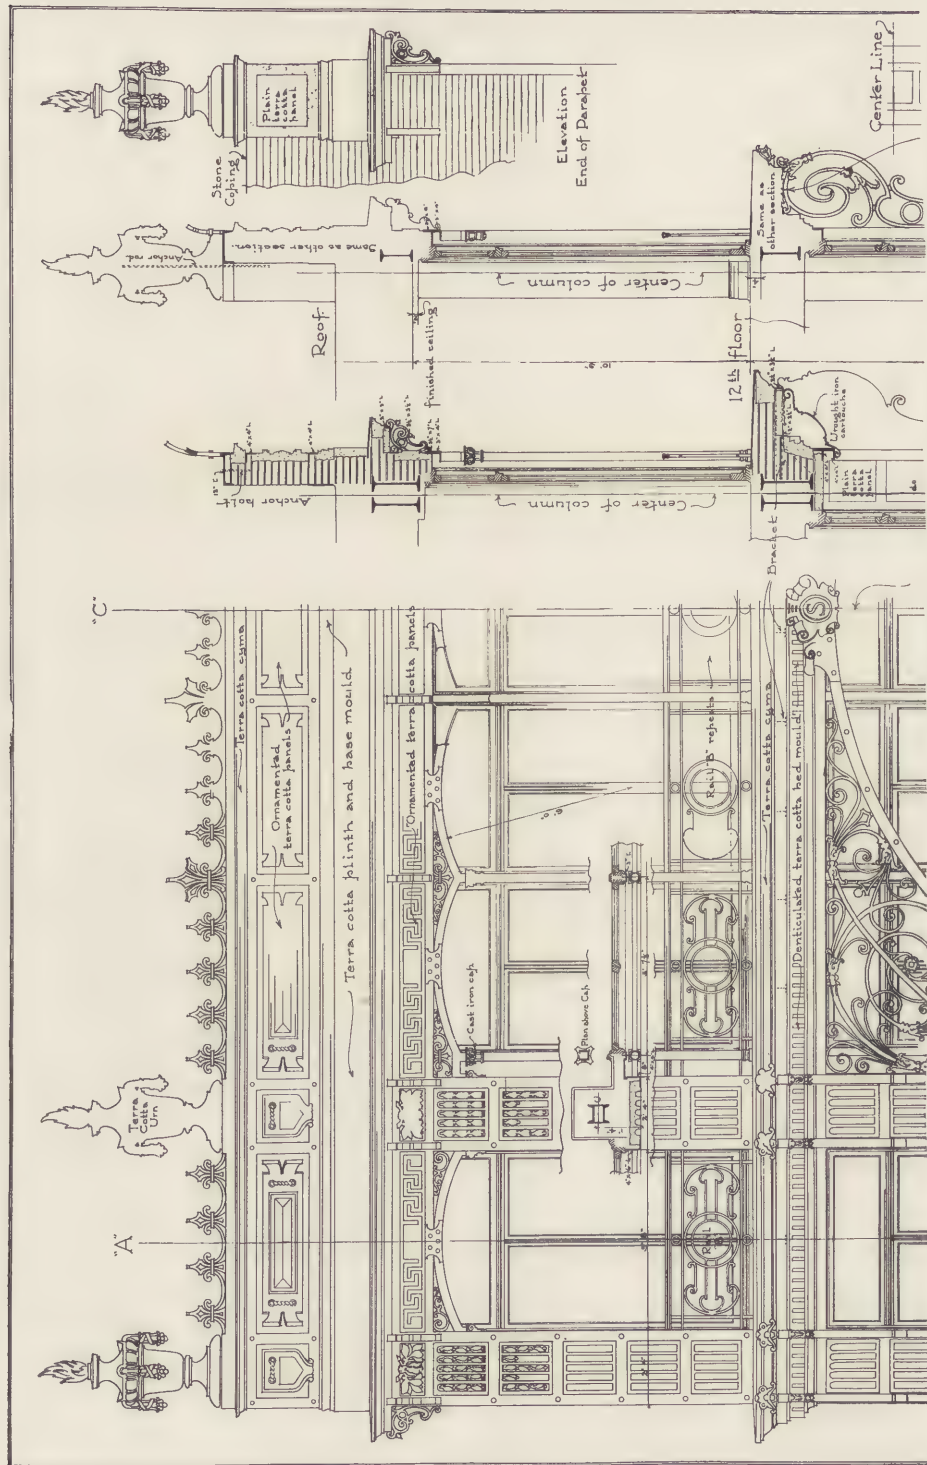 "A"
"C"
Stone
Coping
Plain
terra
cotta
panel
Elevation
End of Parapet
Anchor rod
Same as other section.
Roof
Center of column
finished ceiling
10'-6"
12th floor
Same as
other section
Center Line
Anchor bolt
Center of column
Wrought iron
cartouche
Plain
terra
cotta
panel
do
Bracket
Terra cotta cyma
Ornamented
terra cotta panels
Terra cotta plinth and base mould
Ornamented terra cotta panels
Terra
Cotta
Urn
Cast iron cap
Plan above Cap
Rail "B" repeats
Rail
"B"
Terra cotta cyma
Denticulated terra cotta bed mould
S